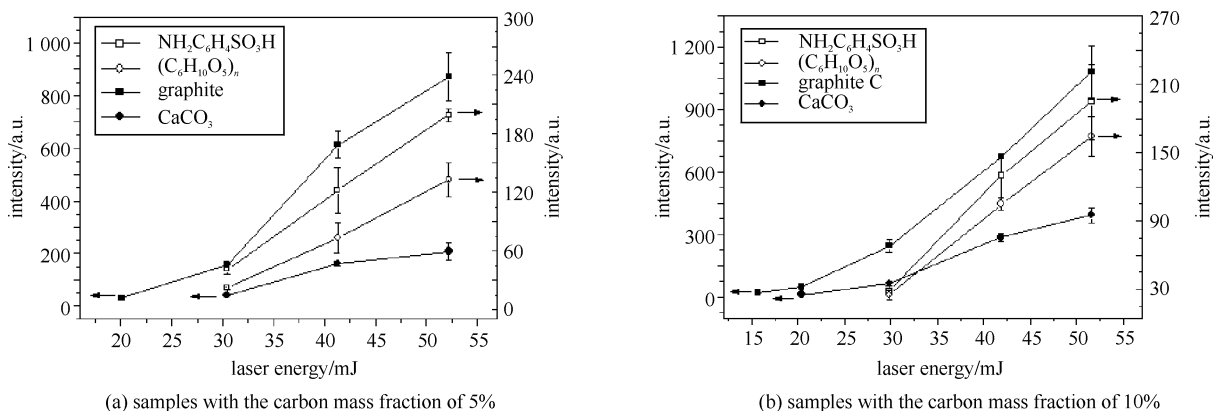 NH₂C₆H₄SO₃H
(C₆H₁₀O₅)ₙ
graphite
CaCO₃
1 000
800
600
400
200
0
300
240
180
120
60
0
intensity/a.u.
intensity/a.u.
20 25 30 35 40 45 50 55
laser energy/mJ
(a) samples with the carbon mass fraction of 5%
NH₂C₆H₄SO₃H
(C₆H₁₀O₅)ₙ
graphite C
CaCO₃
1 200
900
600
300
0
270
210
150
90
30
intensity/a.u.
intensity/a.u.
15 20 25 30 35 40 45 50 55
laser energy/mJ
(b) samples with the carbon mass fraction of 10%